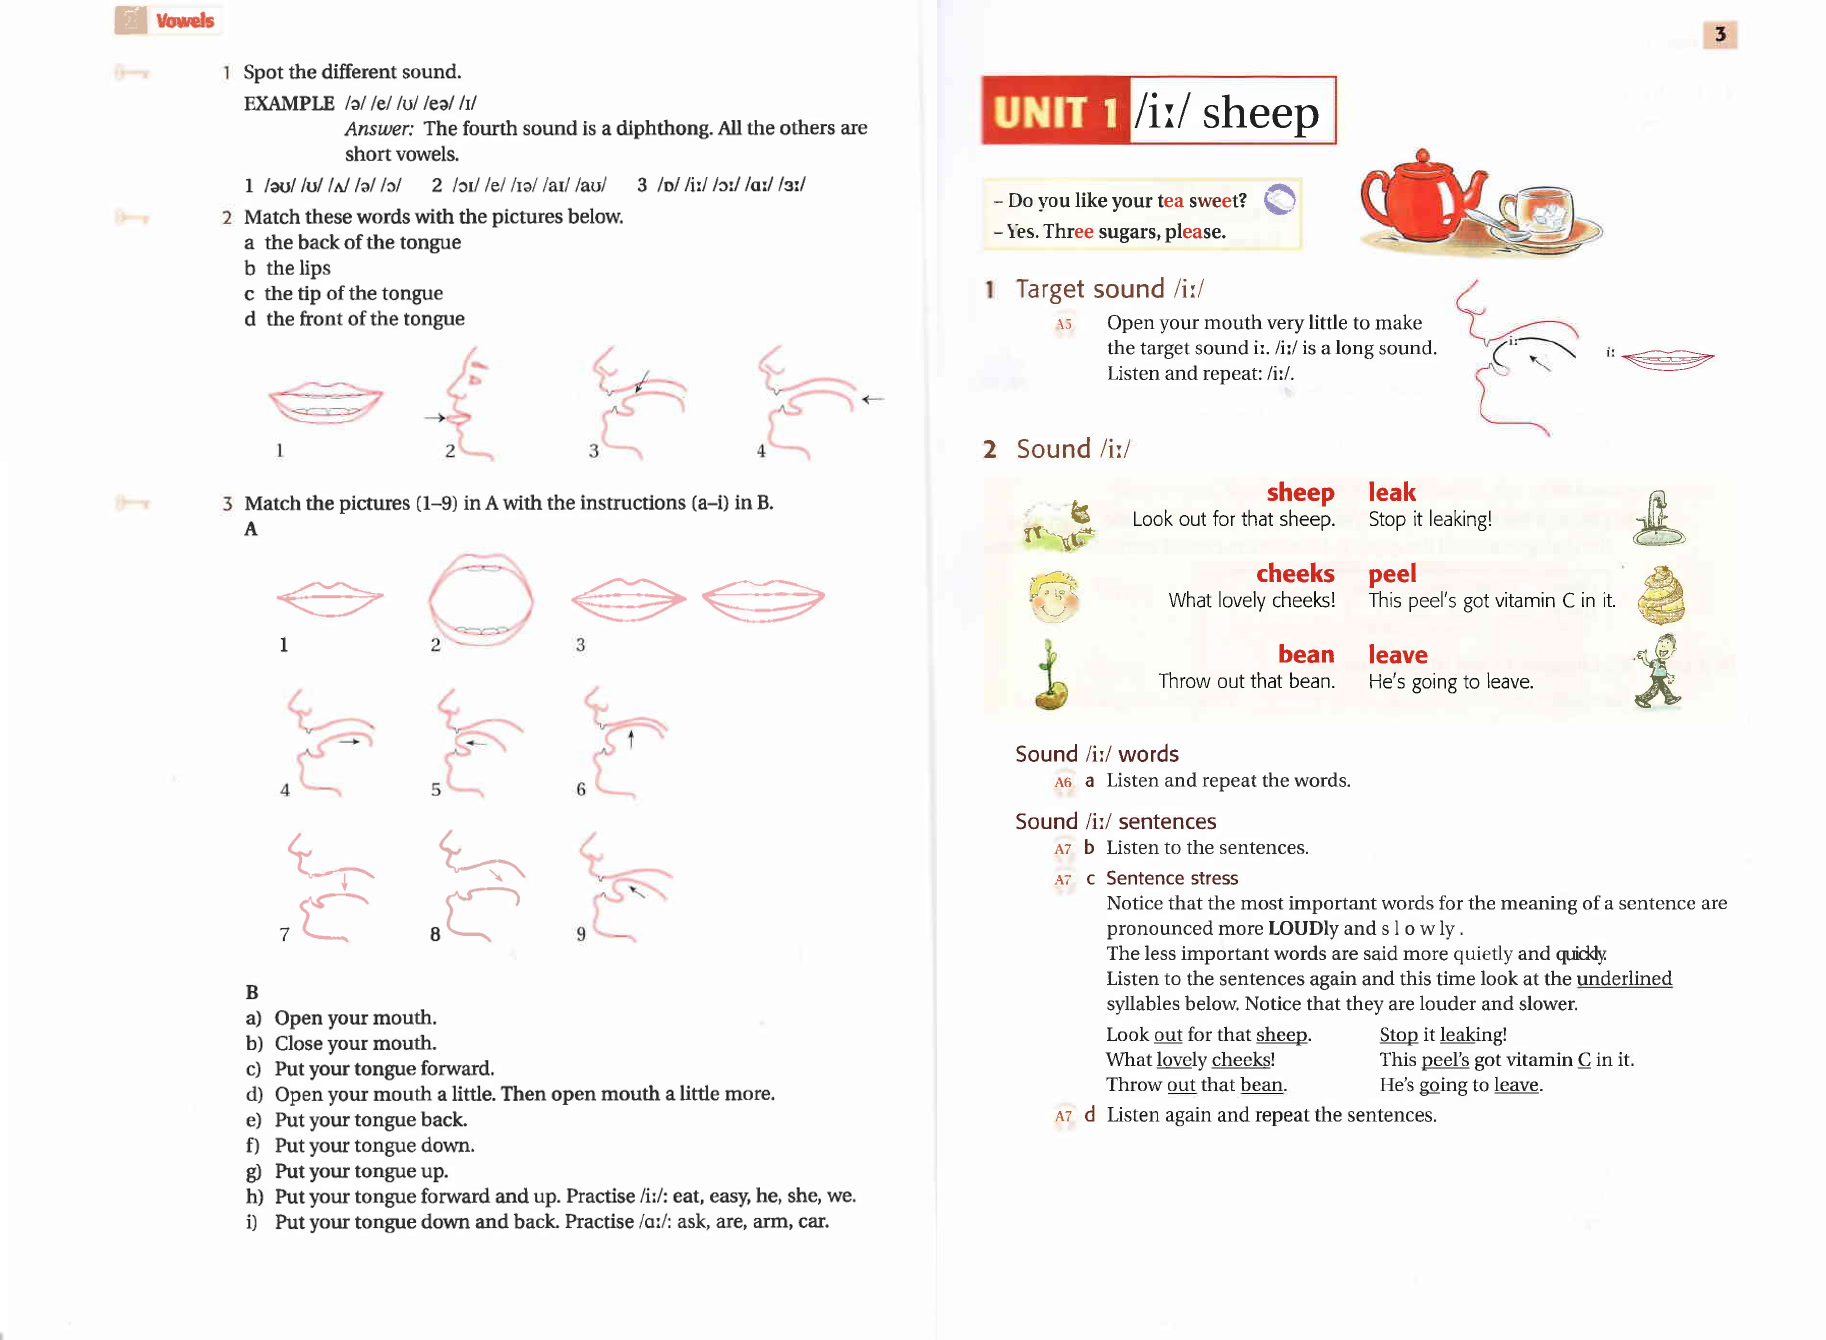 2 Vowels
1 Spot the different sound.
EXAMPLE /ə/ /e/ /ʊ/ /eə/ /ɪ/
Answer: The fourth sound is a diphthong. All the others are
short vowels.
1 /əʊ/ /ʊ/ /ʌ/ /ə/ /ɔ/ 2 /ɔɪ/ /e/ /ɪə/ /aɪ/ /aʊ/ 3 /ɒ/ /iː/ /ɔː/ /ɑː/ /ɜː/
2 Match these words with the pictures below.
a the back of the tongue
b the lips
c the tip of the tongue
d the front of the tongue
1 2 3 4
3 Match the pictures (1–9) in A with the instructions (a–i) in B.
A
1 2 3
4 5 6
7 8 9
B
a) Open your mouth.
b) Close your mouth.
c) Put your tongue forward.
d) Open your mouth a little. Then open mouth a little more.
e) Put your tongue back.
f) Put your tongue down.
g) Put your tongue up.
h) Put your tongue forward and up. Practise /iː/: eat, easy, he, she, we.
i) Put your tongue down and back. Practise /ɑː/: ask, are, arm, car.
3
UNIT 1 /iː/ sheep
– Do you like your tea sweet?
– Yes. Three sugars, please.
1 Target sound /iː/
A5 Open your mouth very little to make
the target sound iː. /iː/ is a long sound.
Listen and repeat: /iː/.
iː
iː
2 Sound /iː/
sheep leak
Look out for that sheep. Stop it leaking!
cheeks peel
What lovely cheeks! This peel's got vitamin C in it.
bean leave
Throw out that bean. He's going to leave.
Sound /iː/ words
A6 a Listen and repeat the words.
Sound /iː/ sentences
A7 b Listen to the sentences.
A7 c Sentence stress
Notice that the most important words for the meaning of a sentence are
pronounced more LOUDly and s l o w ly .
The less important words are said more quietly and quickly.
Listen to the sentences again and this time look at the underlined
syllables below. Notice that they are louder and slower.
Look out for that sheep. Stop it leaking!
What lovely cheeks! This peel's got vitamin C in it.
Throw out that bean. He's going to leave.
A7 d Listen again and repeat the sentences.